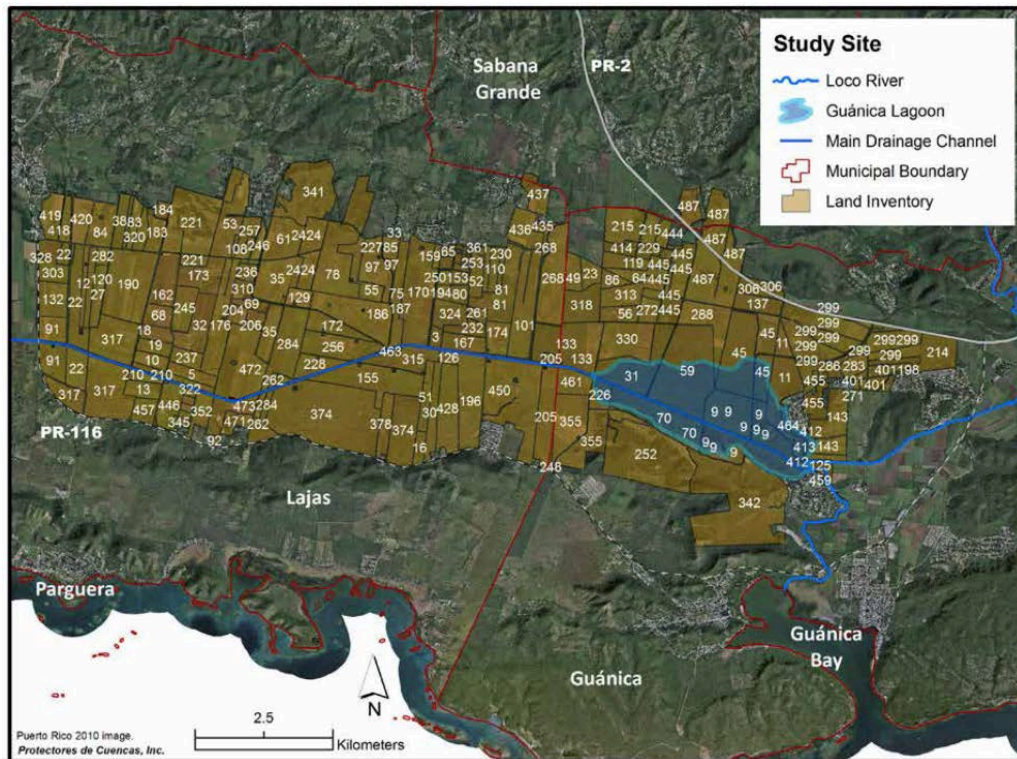 Study Site
Loco River
Guánica Lagoon
Main Drainage Channel
Municipal Boundary
Land Inventory
Sabana
Grande
PR-2
341
437
487 487
419 420 38 83 184
418 84 320 183 221 53 257 33 436 435 215 215 444
108 246 61 24 24 227 85 159 65 361 230 268 414 229 487
328 22 282 221 97 97 253 110 119 445 445
303 12 120 190 173 236 35 24 24 78 250 153 52 268 49 23 86 64 445 487 306 306
27 162 310 129 55 75 170 194 80 81 318 313 445 137
132 22 68 245 204 69 186 187 324 261 81 56 272 445 288 299
91 317 18 32 176 206 35 172 232 101 330 45 299 299
19 284 256 3 167 174 133 11 299 299 299 299 299
91 10 237 472 228 463 315 126 205 133 45 299 299 214
22 210 210 5 262 155 461 31 59 45 11 286 283 401 198
317 317 13 322 51 196 450 226 455 401 401
457 446 352 473 284 374 378 374 30 428 205 355 70 9 9 9 455 271
345 471 262 70 9 9 9 464 412 143
92 16 355 9 9 9 413 143
248 252 412 125
459
342
PR-116
Lajas
Parguera
Guánica
Guánica
Bay
N
2.5
Kilometers
Puerto Rico 2010 image.
Protectores de Cuencas, Inc.